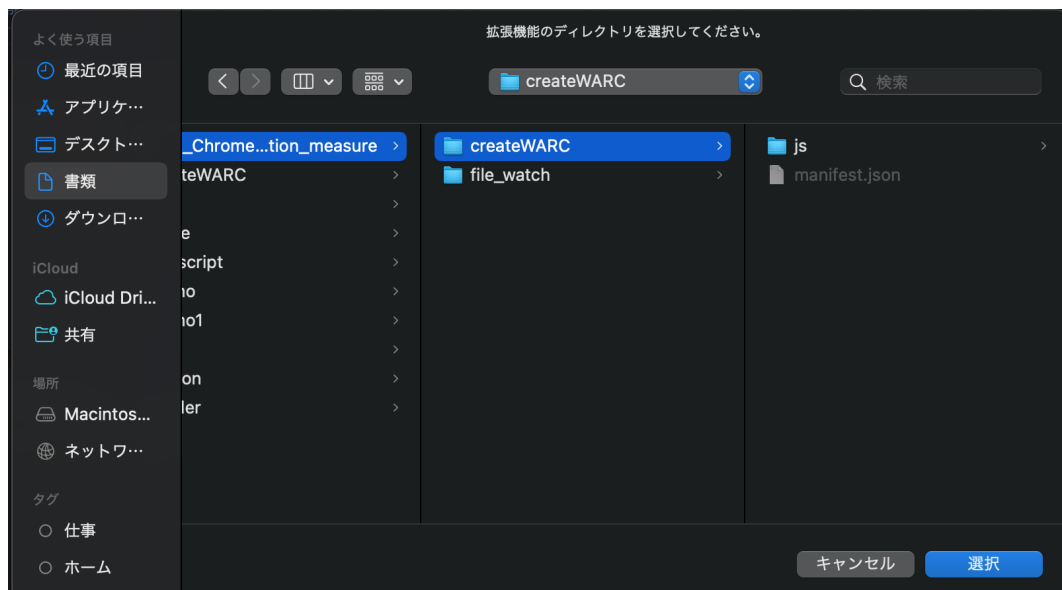 よく使う項目
最近の項目
アプリケ…
デスクト…
書類
ダウンロ…
iCloud
iCloud Dri...
共有
場所
Macintos...
ネットワ…
タグ
仕事
ホーム
拡張機能のディレクトリを選択してください。
createWARC
検索
_Chrome...tion_measure
teWARC
e
script
no
no1
on
ler
createWARC
file_watch
js
manifest.json
キャンセル
選択